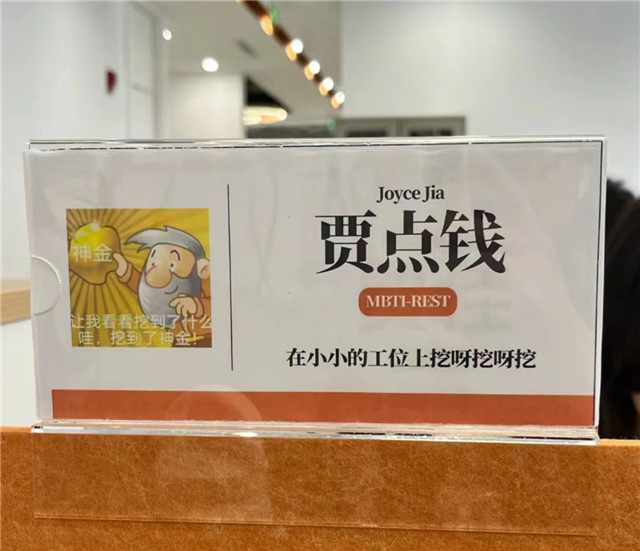 神金
让我看看挖到了什么
哇，挖到了神金！
Joyce Jia
贾点钱
MBTI-REST
在小小的工位上挖呀挖呀挖